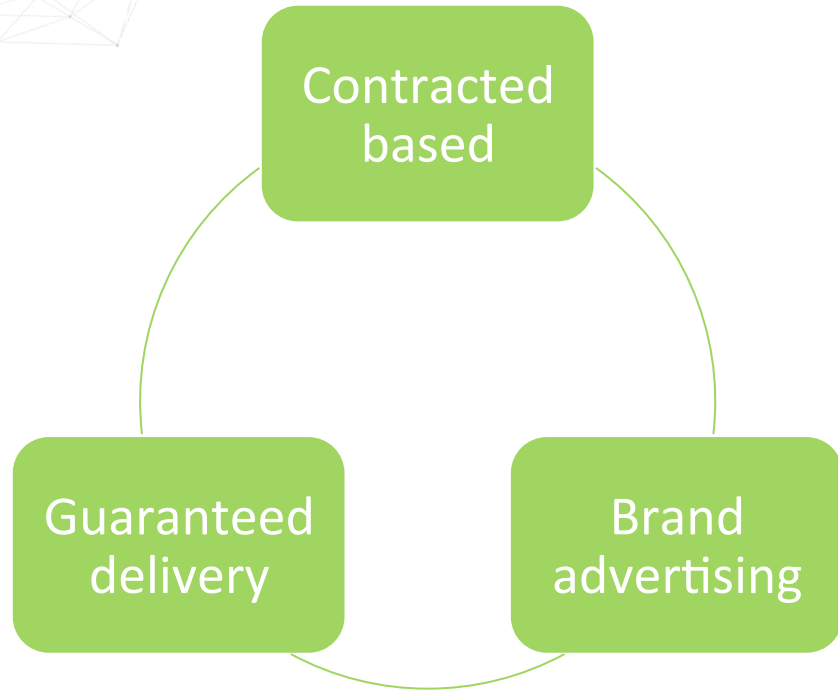 Contracted
based
Guaranteed
delivery
Brand
advertising